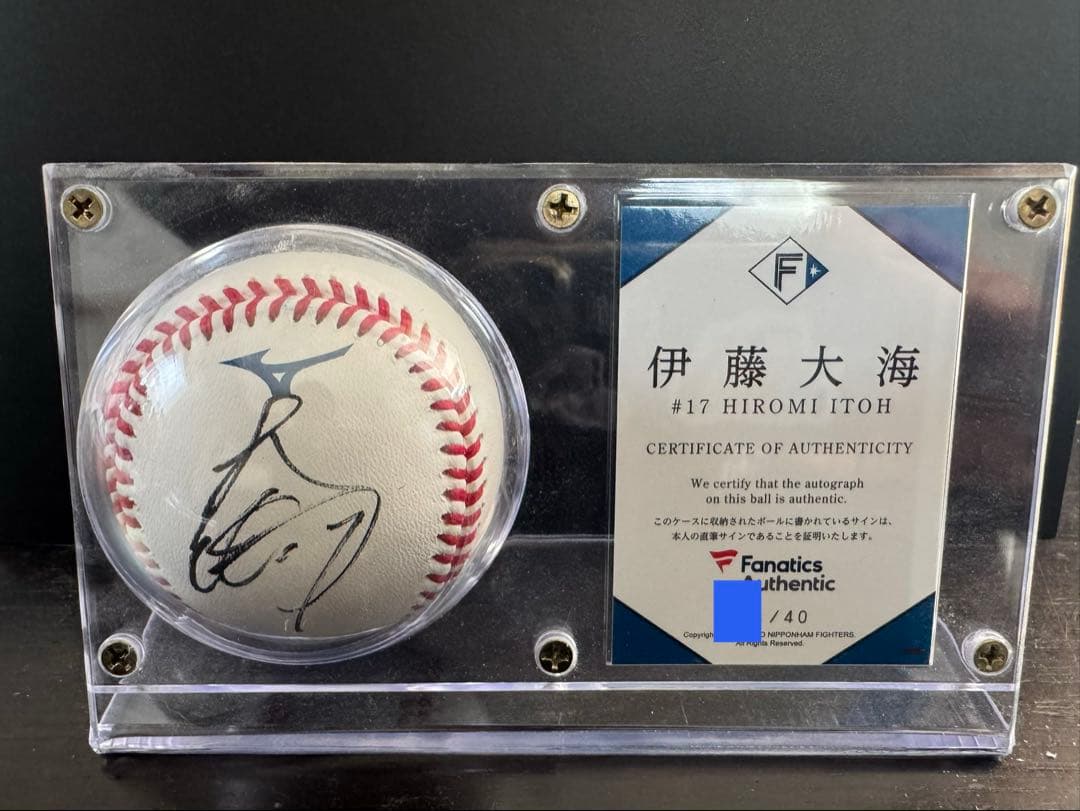 F
伊藤大海
#17 HIROMI ITOH
CERTIFICATE OF AUTHENTICITY
We certify that the autograph
on this ball is authentic.
このケースに収納されたボールに書かれているサインは、
本人の直筆サインであることを証明いたします。
Fanatics
uthentic
/40
Copyright O NIPPONHAM FIGHTERS.
All Rights Reserved.